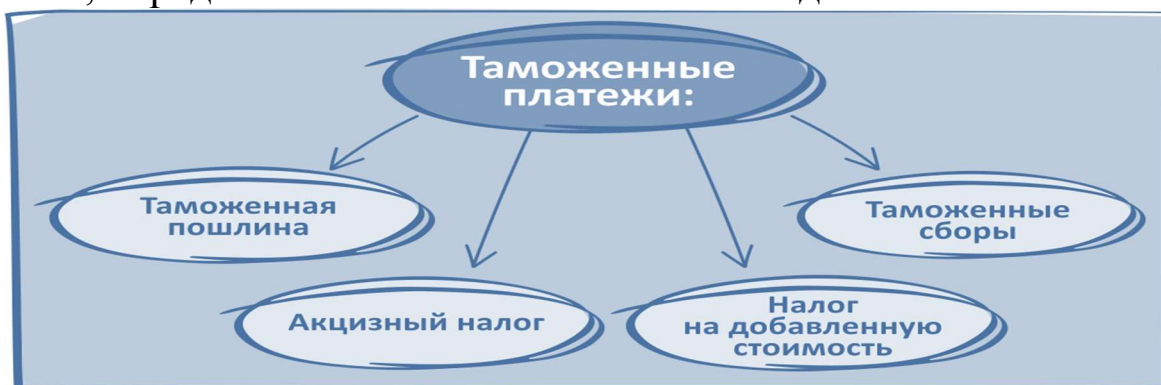 Таможенные
платежи:
Таможенная
пошлина
Таможенные
сборы
Акцизный налог
Налог
на добавленную
стоимость